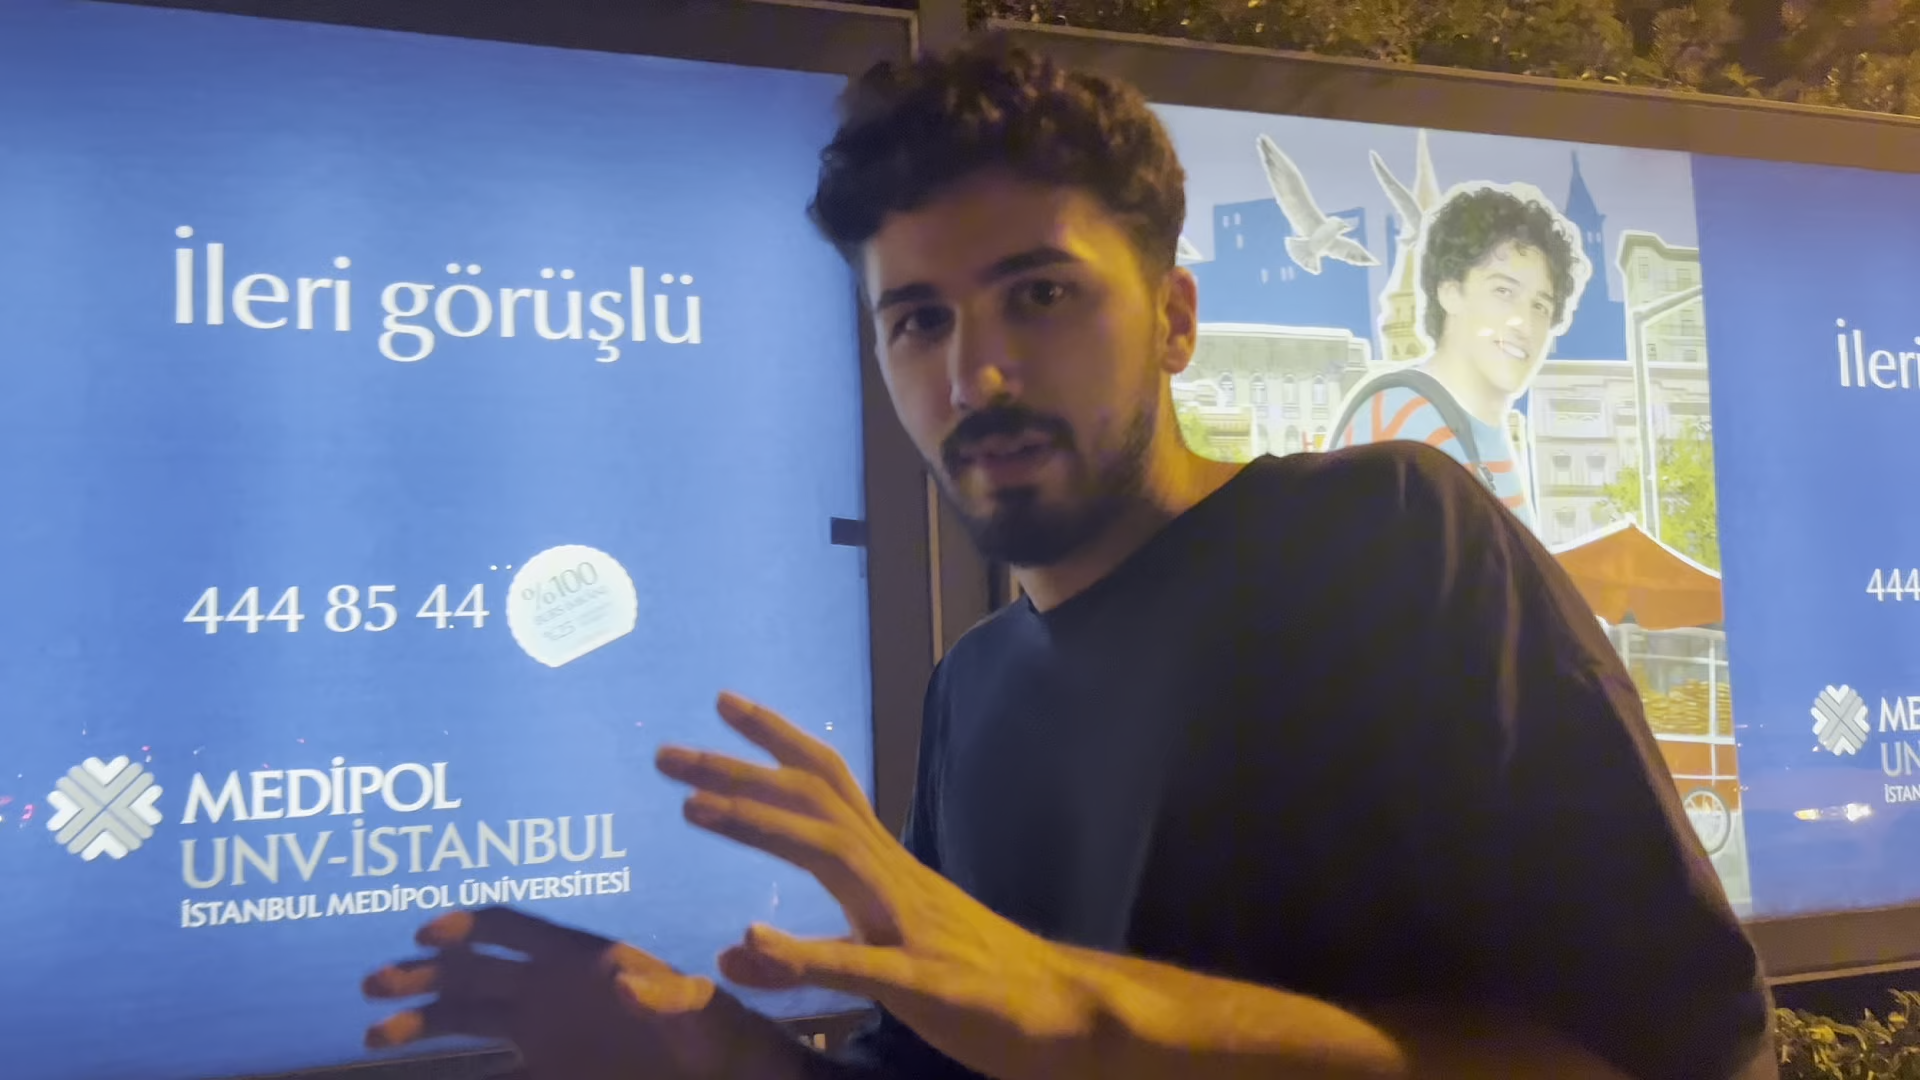 İleri görüşlü
444 85 44
%100
MEDİPOL
UNV-İSTANBUL
İSTANBUL MEDİPOL ÜNİVERSİTESİ
İleri
444
ME
UN
İSTAN